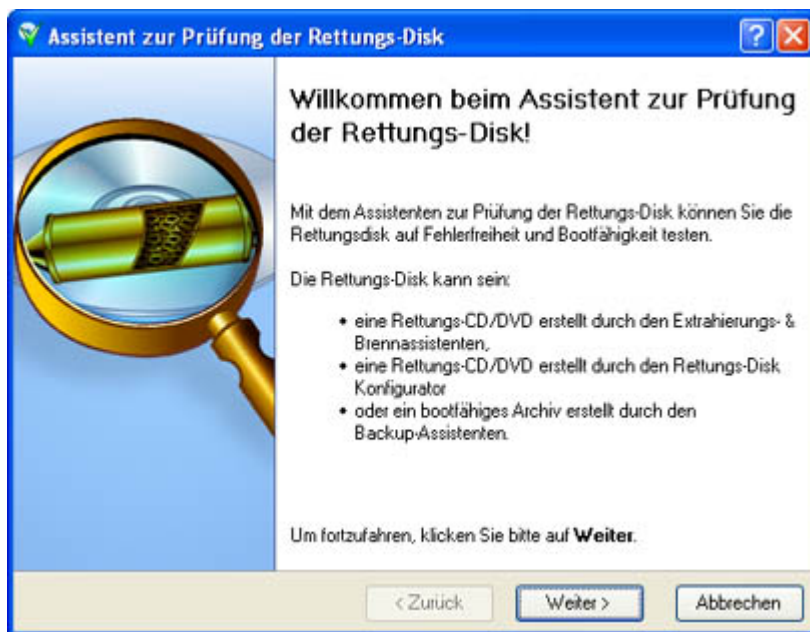 Assistent zur Prüfung der Rettungs-Disk
Willkommen beim Assistent zur Prüfung
der Rettungs-Disk!
Mit dem Assistenten zur Prüfung der Rettungs-Disk können Sie die
Rettungsdisk auf Fehlerfreiheit und Bootfähigkeit testen.
Die Rettungs-Disk kann sein:
• eine Rettungs-CD/DVD erstellt durch den Extrahierungs- &
Brennassistenten,
• eine Rettungs-CD/DVD erstellt durch den Rettungs-Disk
Konfigurator
• oder ein bootfähiges Archiv erstellt durch den
Backup-Assistenten.
Um fortzufahren, klicken Sie bitte auf Weiter.
< Zurück Weiter > Abbrechen